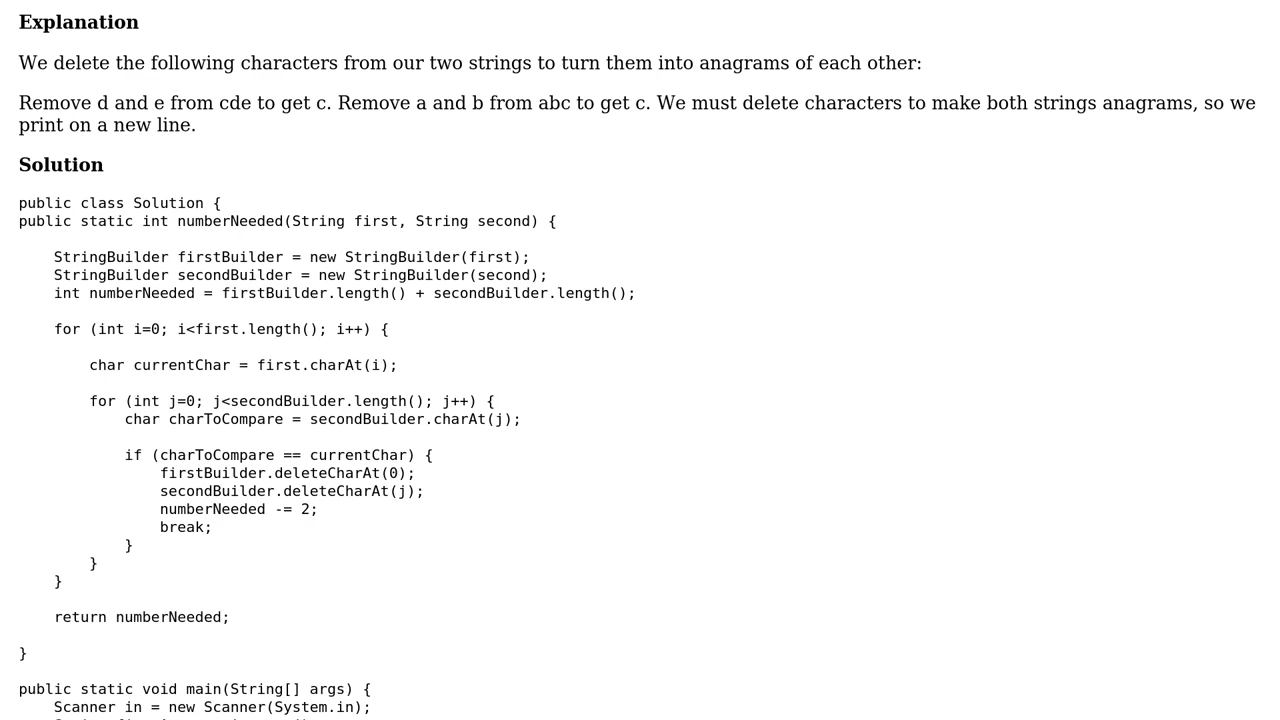 Explanation
We delete the following characters from our two strings to turn them into anagrams of each other:
Remove d and e from cde to get c. Remove a and b from abc to get c. We must delete characters to make both strings anagrams, so we
print on a new line.
Solution
public class Solution {
public static int numberNeeded(String first, String second) {
    StringBuilder firstBuilder = new StringBuilder(first);
    StringBuilder secondBuilder = new StringBuilder(second);
    int numberNeeded = firstBuilder.length() + secondBuilder.length();
    for (int i=0; i<first.length(); i++) {
        char currentChar = first.charAt(i);
        for (int j=0; j<secondBuilder.length(); j++) {
            char charToCompare = secondBuilder.charAt(j);
            if (charToCompare == currentChar) {
                firstBuilder.deleteCharAt(0);
                secondBuilder.deleteCharAt(j);
                numberNeeded -= 2;
                break;
            }
        }
    }
    return numberNeeded;
}
public static void main(String[] args) {
    Scanner in = new Scanner(System.in);